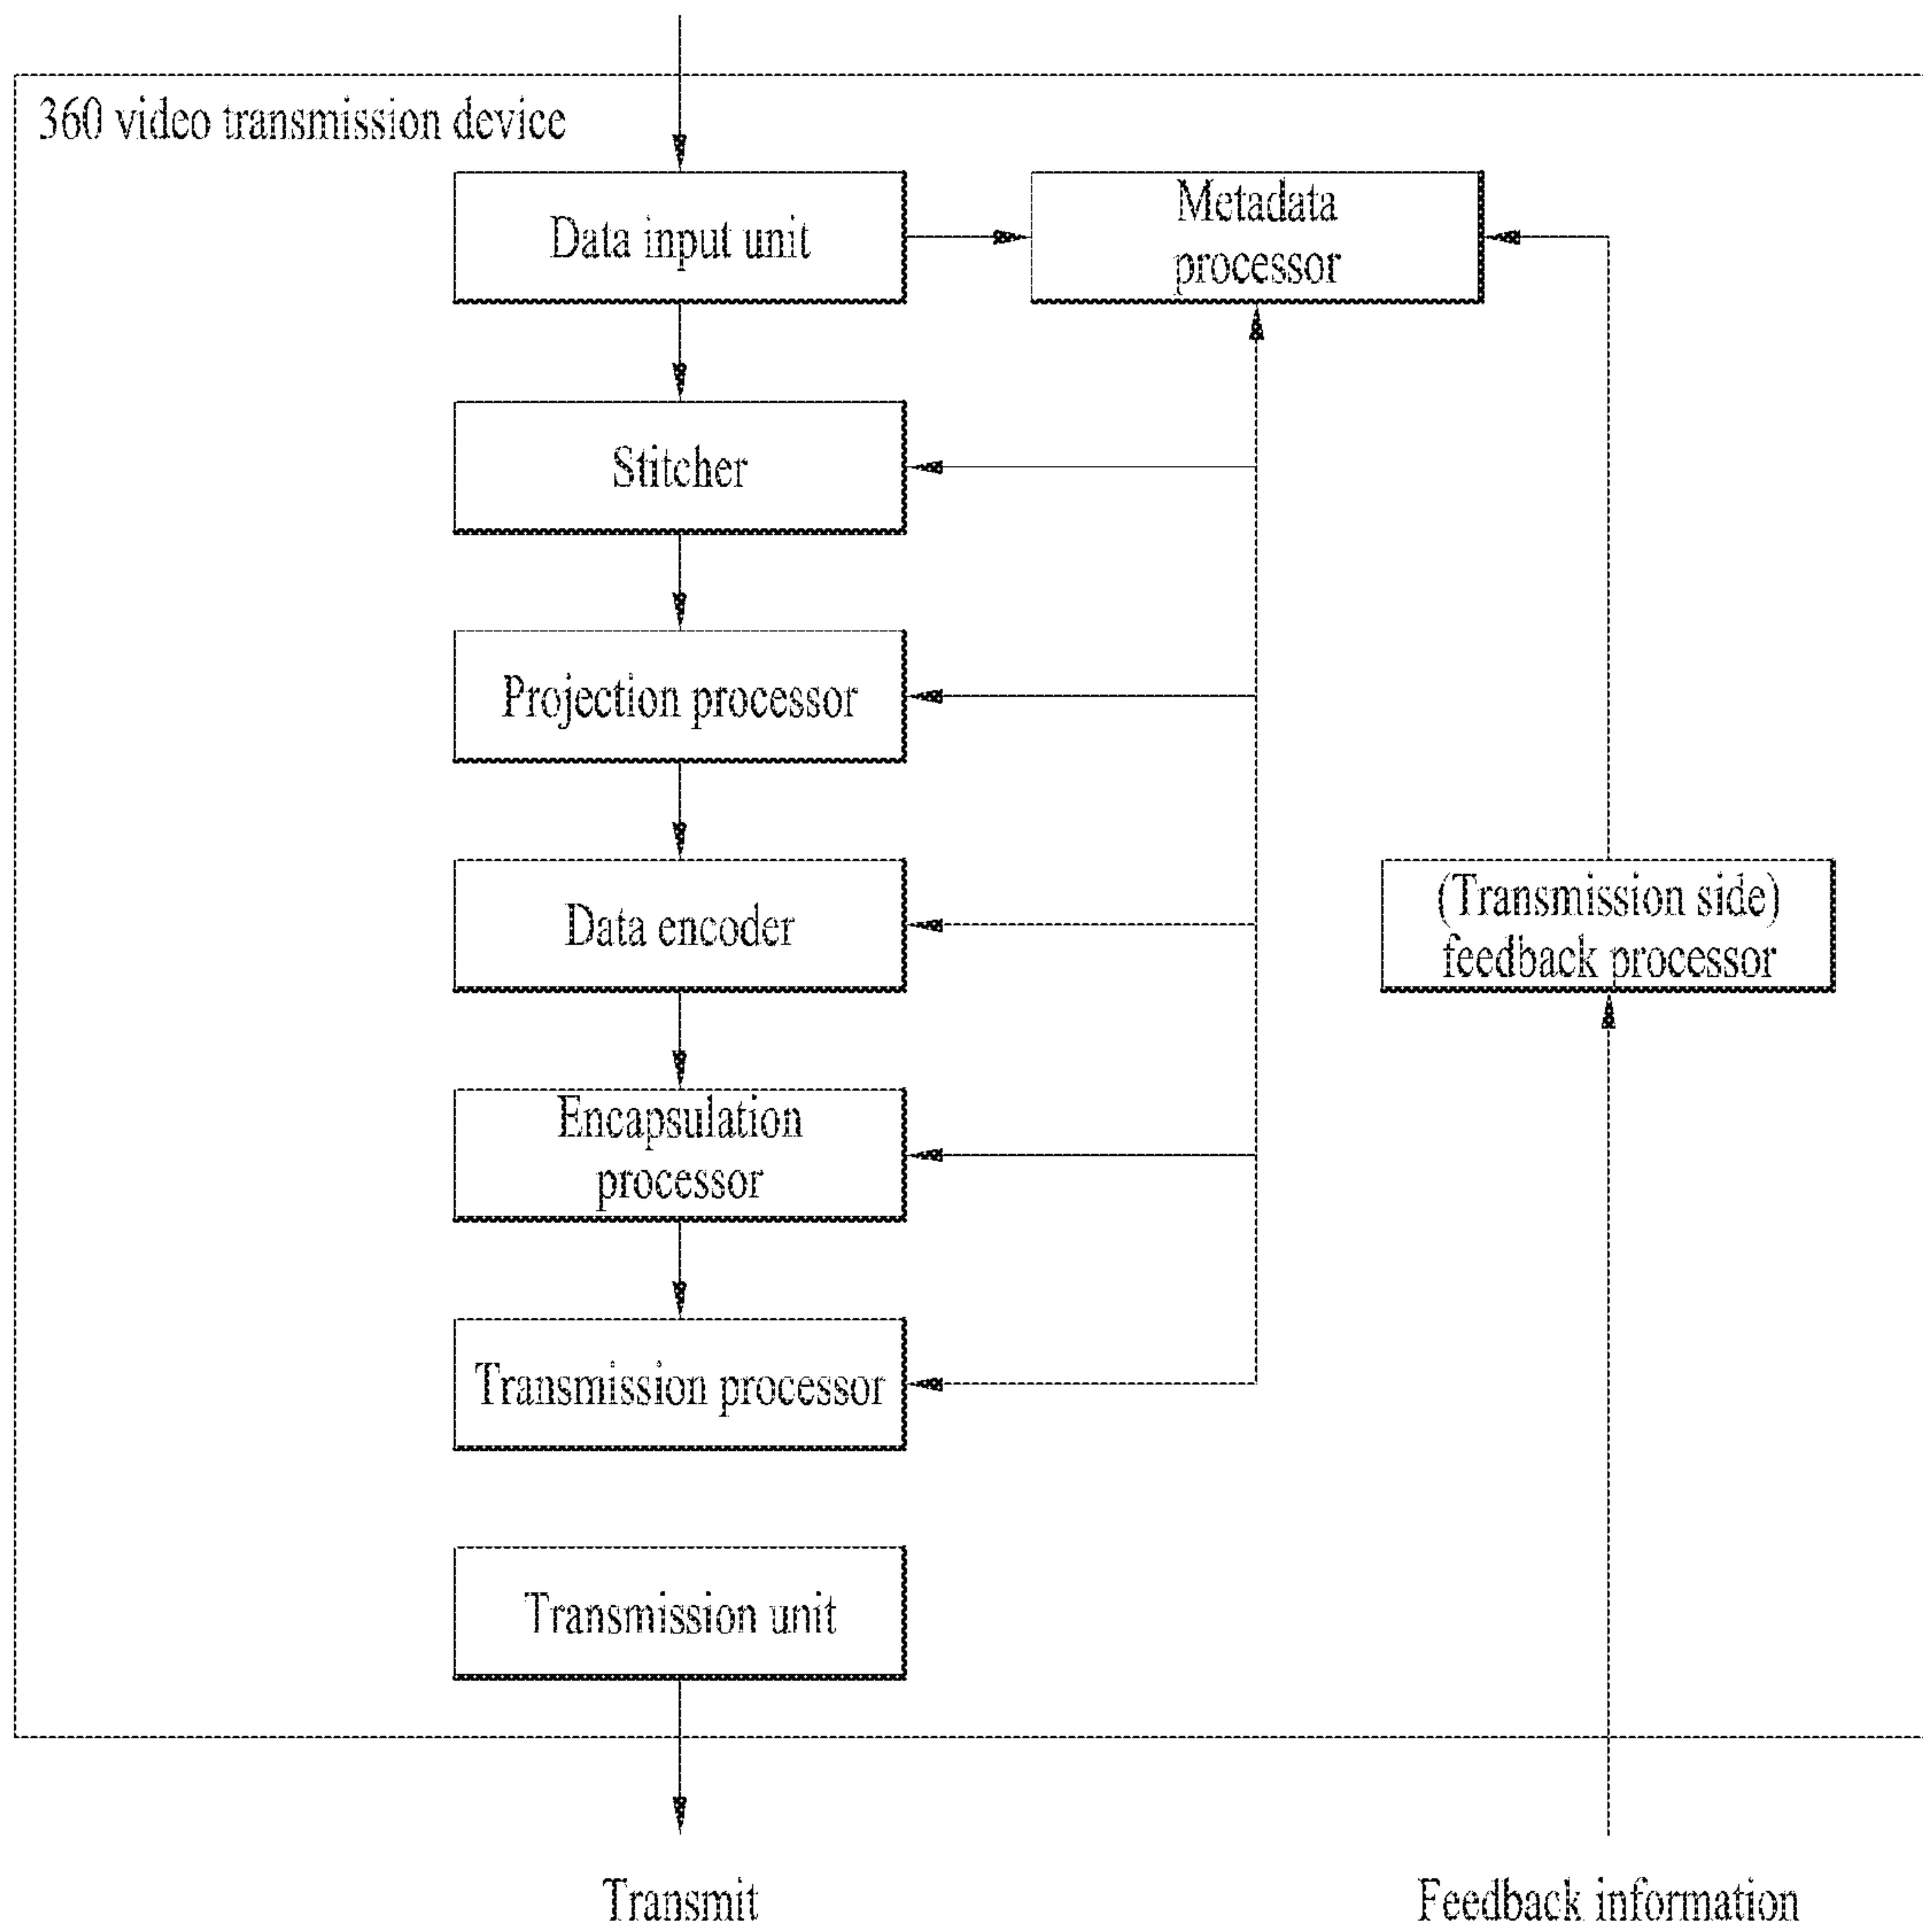 360 video transmission device
Data input unit
Metadata
processor
Stitcher
Projection processor
Data encoder
(Transmission side)
feedback processor
Encapsulation
processor
Transmission processor
Transmission unit
Transmit
Feedback information